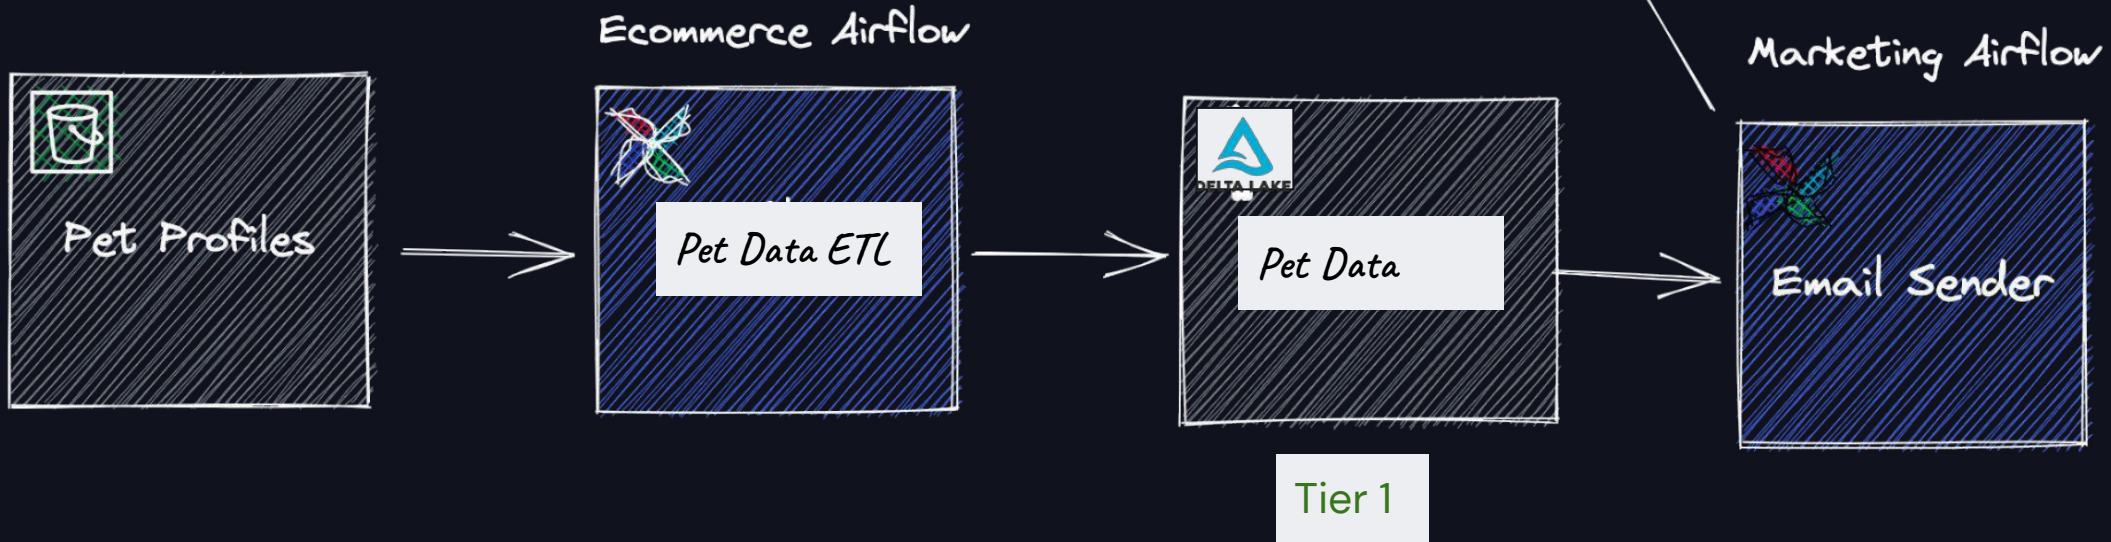 Ecommerce Airflow
Marketing Airflow
Pet Profiles
Pet Data ETL
DELTA LAKE
Pet Data
Email Sender
Tier 1